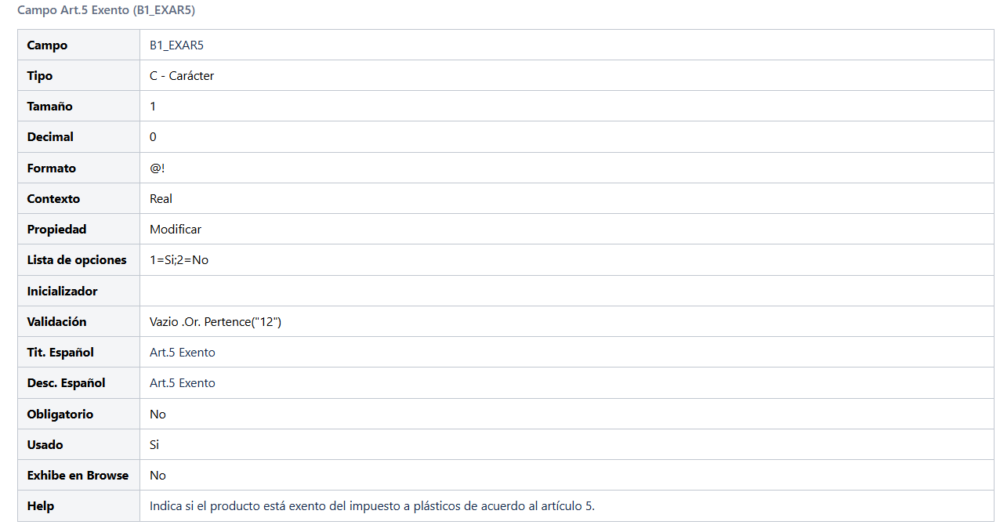 Campo Art.5 Exento (B1_EXAR5)
Campo B1_EXAR5
Tipo C - Carácter
Tamaño 1
Decimal 0
Formato @!
Contexto Real
Propiedad Modificar
Lista de opciones 1=Si;2=No
Inicializador
Validación Vazio .Or. Pertence("12")
Tit. Español Art.5 Exento
Desc. Español Art.5 Exento
Obligatorio No
Usado Si
Exhibe en Browse No
Help Indica si el producto está exento del impuesto a plásticos de acuerdo al artículo 5.